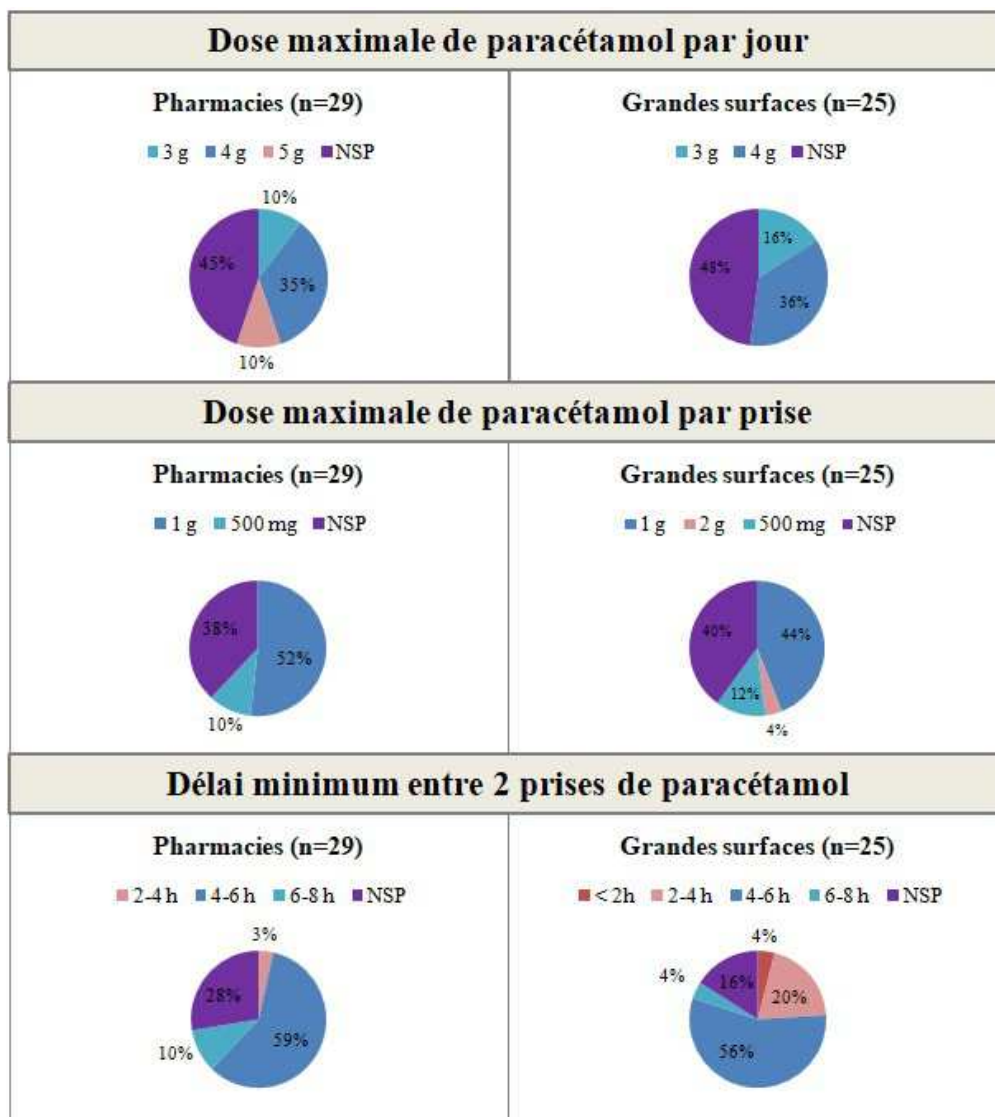 Dose maximale de paracétamol par jour
Pharmacies (n=29)
3 g 4 g 5 g NSP
10%
45%
35%
10%
Grandes surfaces (n=25)
3 g 4 g NSP
16%
48%
36%
Dose maximale de paracétamol par prise
Pharmacies (n=29)
1 g 500 mg NSP
38%
52%
10%
Grandes surfaces (n=25)
1 g 2 g 500 mg NSP
40%
44%
12%
4%
Délai minimum entre 2 prises de paracétamol
Pharmacies (n=29)
2-4 h 4-6 h 6-8 h NSP
3%
28%
59%
10%
Grandes surfaces (n=25)
< 2h 2-4 h 4-6 h 6-8 h NSP
4%
4%
16%
20%
56%